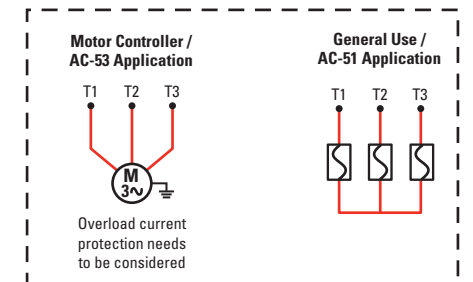 Motor Controller /
AC-53 Application
T1 T2 T3
M
3∿
Overload current
protection needs
to be considered
General Use /
AC-51 Application
T1 T2 T3